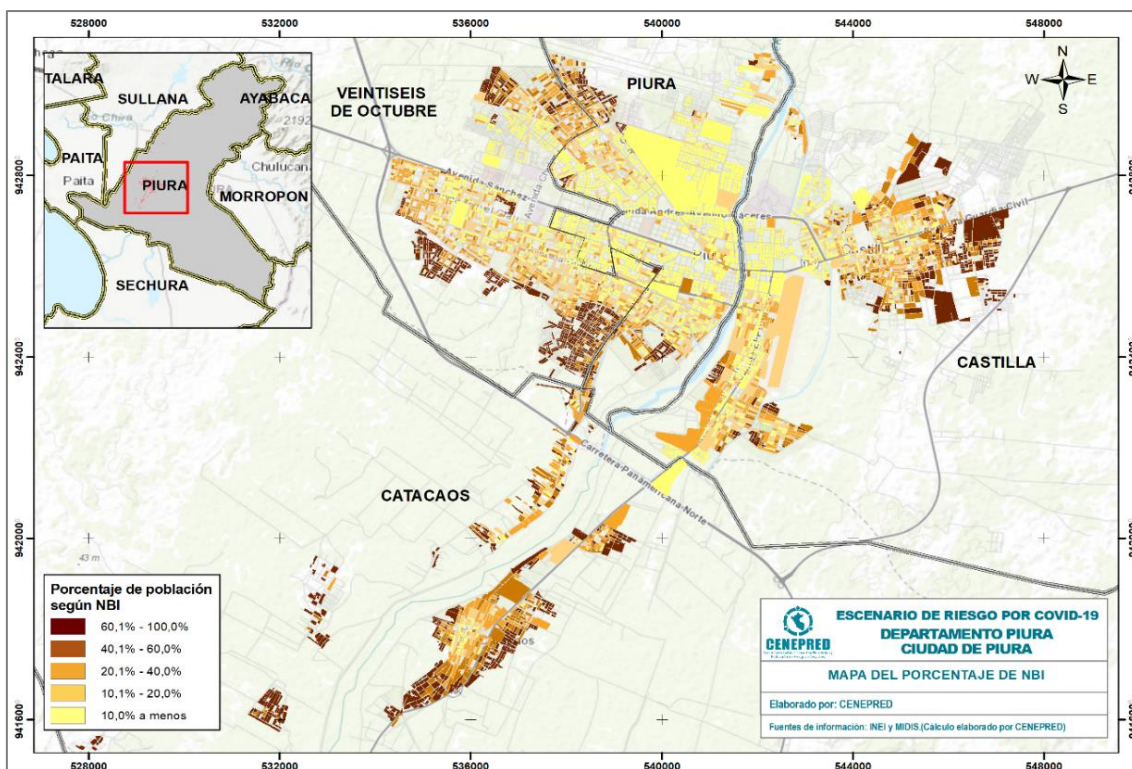 528000
532000
536000
540000
544000
548000
N
W
E
S
TALARA
SULLANA
AYABACA
PAITA
Paita
Chulucan
PIURA
MORROPON
SECHURA
VEINTISEIS
DE OCTUBRE
PIURA
CASTILLA
CATACAOS
Carretera-Panamericana-Norte
43 m
Porcentaje de población
según NBI
60,1% - 100,0%
40,1% - 60,0%
20,1% - 40,0%
10,1% - 20,0%
10,0% a menos
CENEPRED
ESCENARIO DE RIESGO POR COVID-19
DEPARTAMENTO PIURA
CIUDAD DE PIURA
MAPA DEL PORCENTAJE DE NBI
Elaborado por: CENEPRED
Fuentes de información: INEI y MIDIS.(Cálculo elaborado por CENEPRED)
528000
532000
536000
540000
544000
548000